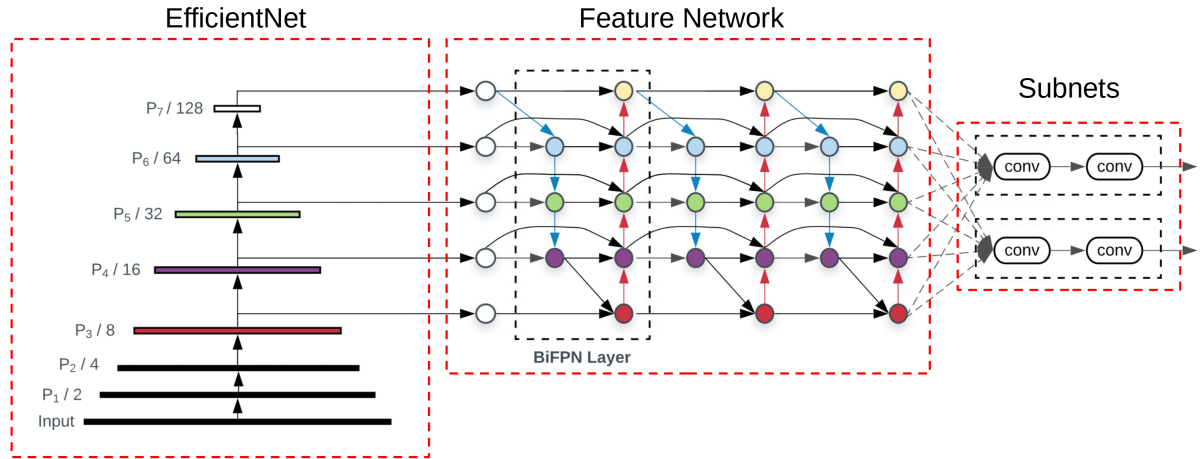 EfficientNet
Feature Network
Subnets
P7 / 128
P6 / 64
P5 / 32
P4 / 16
P3 / 8
P2 / 4
P1 / 2
Input
BiFPN Layer
conv conv
conv conv